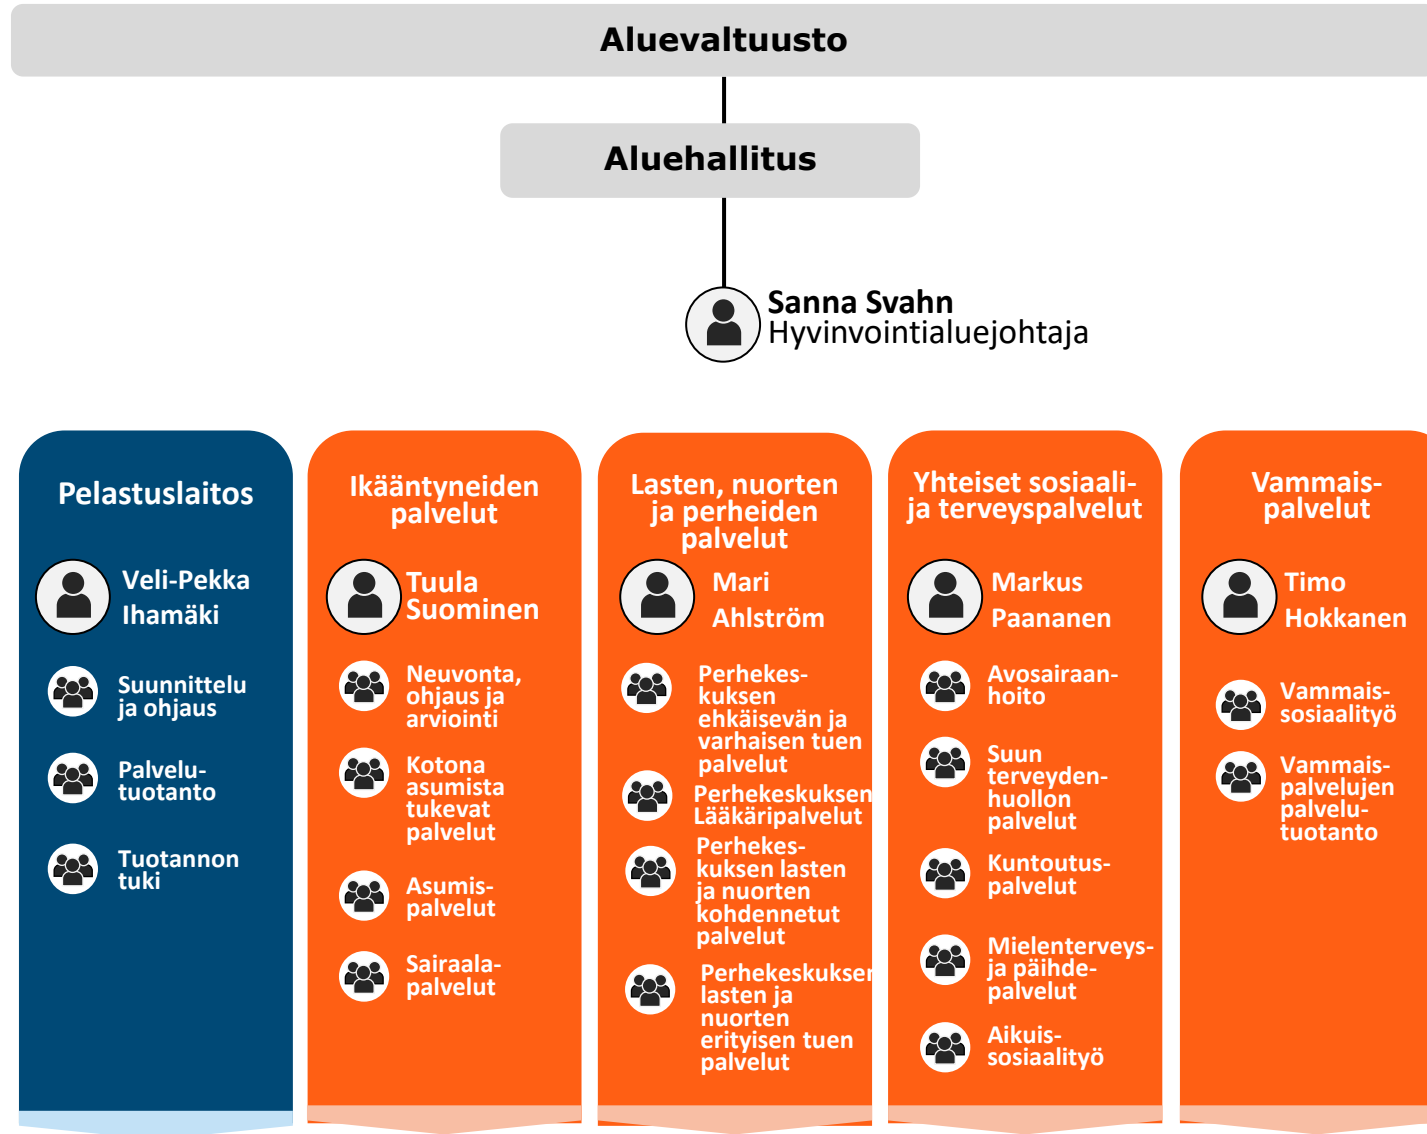 Aluevaltuusto
Aluehallitus
Sanna Svahn
Hyvinvointialuejohtaja
Pelastuslaitos
Veli-Pekka
Ihamäki
Suunnittelu
ja ohjaus
Palvelu-
tuotanto
Tuotannon
tuki
Ikääntyneiden
palvelut
Tuula
Suominen
Neuvonta,
ohjaus ja
arviointi
Kotona
asumista
tukevat
palvelut
Asumis-
palvelut
Sairaala-
palvelut
Lasten, nuorten
ja perheiden
palvelut
Mari
Ahlström
Perhekes-
kuksen
ehkäisevän ja
varhaisen tuen
palvelut
Perhekeskuksen
Lääkäripalvelut
Perhekes-
kuksen lasten
ja nuorten
kohdennetut
palvelut
Perhekeskuksen
lasten ja
nuorten
erityisen tuen
palvelut
Yhteiset sosiaali-
ja terveyspalvelut
Markus
Paananen
Avosairaan-
hoito
Suun
terveyden-
huollon
palvelut
Kuntoutus-
palvelut
Mielenterveys-
ja päihde-
palvelut
Aikuis-
sosiaalityö
Vammais-
palvelut
Timo
Hokkanen
Vammais-
sosiaalityö
Vammais-
palvelujen
palvelu-
tuotanto